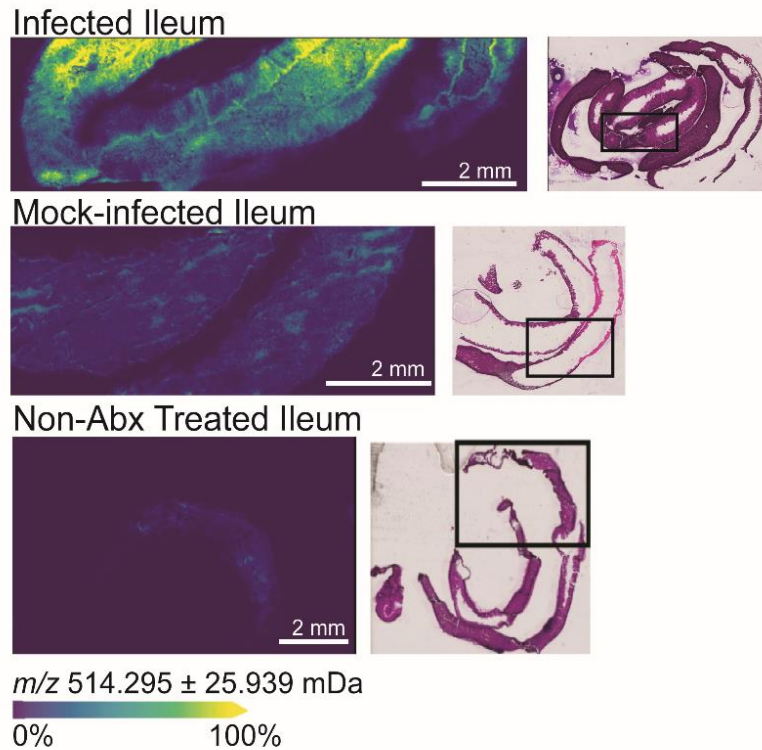 Infected Ileum
2 mm
Mock-infected Ileum
2 mm
Non-Abx Treated Ileum
2 mm
m/z 514.295 ± 25.939 mDa
0% 100%